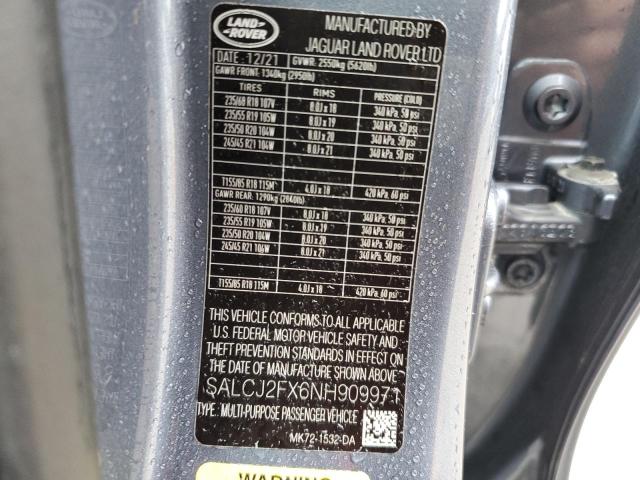 LAND
ROVER
MANUFACTURED BY
JAGUAR LAND ROVER LTD
DATE: 12/21 GVWR: 2550kg (5620lb)
GAWR FRONT: 1340kg (2950lb)
TIRES RIMS PRESSURE (COLD)
235/60 R18 107V 8.0J x 18 340 kPa, 50 psi
235/55 R19 105W 8.0J x 19 340 kPa, 50 psi
235/50 R20 104W 8.0J x 20 340 kPa, 50 psi
245/45 R21 104W 8.0J x 21 340 kPa, 50 psi
T155/85 R18 115M 4.0J x 18 420 kPa, 60 psi
GAWR REAR: 1290kg (2840lb)
235/60 R18 107V 8.0J x 18 340 kPa, 50 psi
235/55 R19 105W 8.0J x 19 340 kPa, 50 psi
235/50 R20 104W 8.0J x 20 340 kPa, 50 psi
245/45 R21 104W 8.0J x 21 340 kPa, 50 psi
T155/85 R18 115M 4.0J x 18 420 kPa, 60 psi
THIS VEHICLE CONFORMS TO ALL APPLICABLE
U.S. FEDERAL MOTOR VEHICLE SAFETY AND
THEFT PREVENTION STANDARDS IN EFFECT ON
THE DATE OF MANUFACTURE SHOWN ABOVE.
SALCJ2FX6NH909971
TYPE: MULTI-PURPOSE PASSENGER VEHICLE
MK72-1532-DA
WARNING